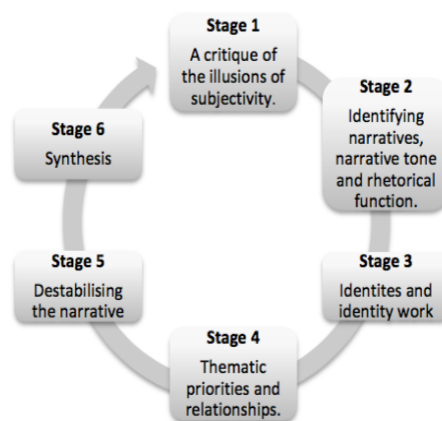 Stage 1
A critique of
the illusions of
subjectivity.
Stage 2
Identifying
narratives,
narrative tone
and rhetorical
function.
Stage 3
Identites and
identity work
Stage 4
Thematic
priorities and
relationships.
Stage 5
Destabilising
the narrative
Stage 6
Synthesis